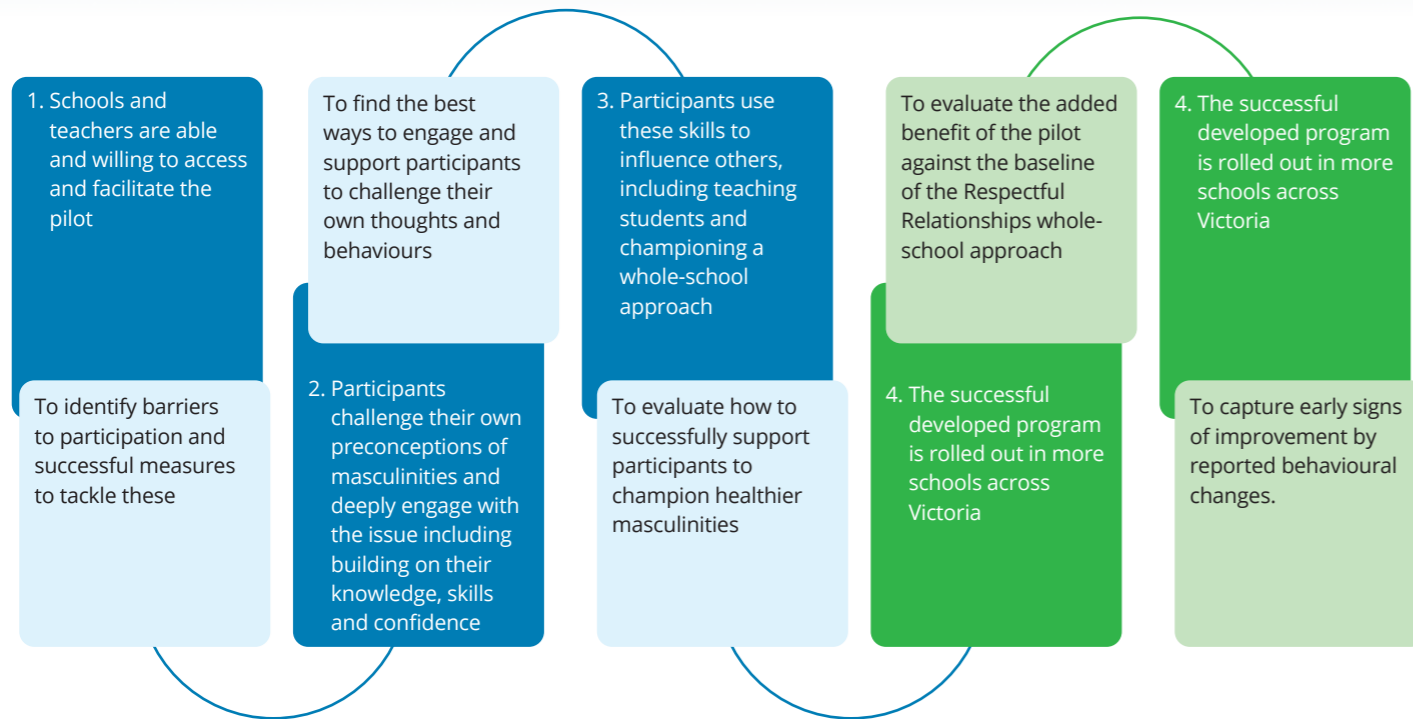 1. Schools and
teachers are able
and willing to access
and facilitate the
pilot
To identify barriers
to participation and
successful measures
to tackle these
To find the best
ways to engage and
support participants
to challenge their
own thoughts and
behaviours
2. Participants
challenge their own
preconceptions of
masculinities and
deeply engage with
the issue including
building on their
knowledge, skills
and confidence
3. Participants use
these skills to
influence others,
including teaching
students and
championing a
whole-school
approach
To evaluate how to
successfully support
participants to
champion healthier
masculinities
To evaluate the added
benefit of the pilot
against the baseline
of the Respectful
Relationships whole-
school approach
4. The successful
developed program
is rolled out in more
schools across
Victoria
4. The successful
developed program
is rolled out in more
schools across
Victoria
To capture early signs
of improvement by
reported behavioural
changes.